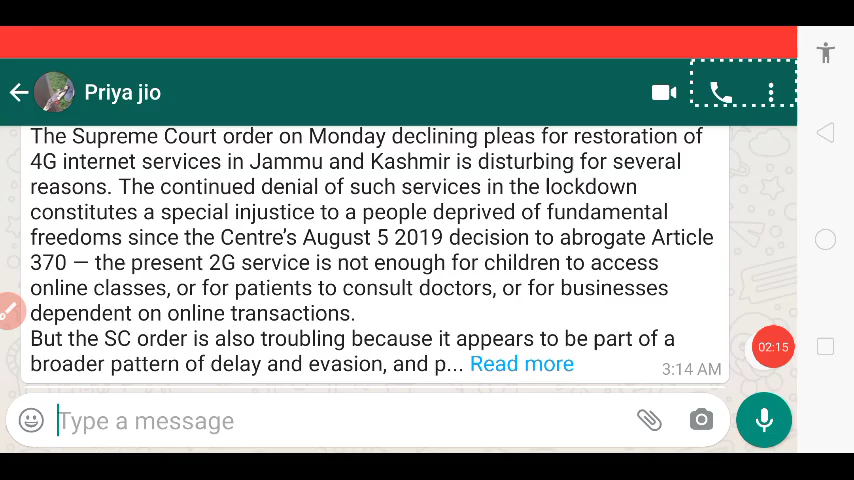 Priya jio
The Supreme Court order on Monday declining pleas for restoration of
4G internet services in Jammu and Kashmir is disturbing for several
reasons. The continued denial of such services in the lockdown
constitutes a special injustice to a people deprived of fundamental
freedoms since the Centre’s August 5 2019 decision to abrogate Article
370 — the present 2G service is not enough for children to access
online classes, or for patients to consult doctors, or for businesses
dependent on online transactions.
But the SC order is also troubling because it appears to be part of a
broader pattern of delay and evasion, and p... Read more
3:14 AM
02:15
Type a message